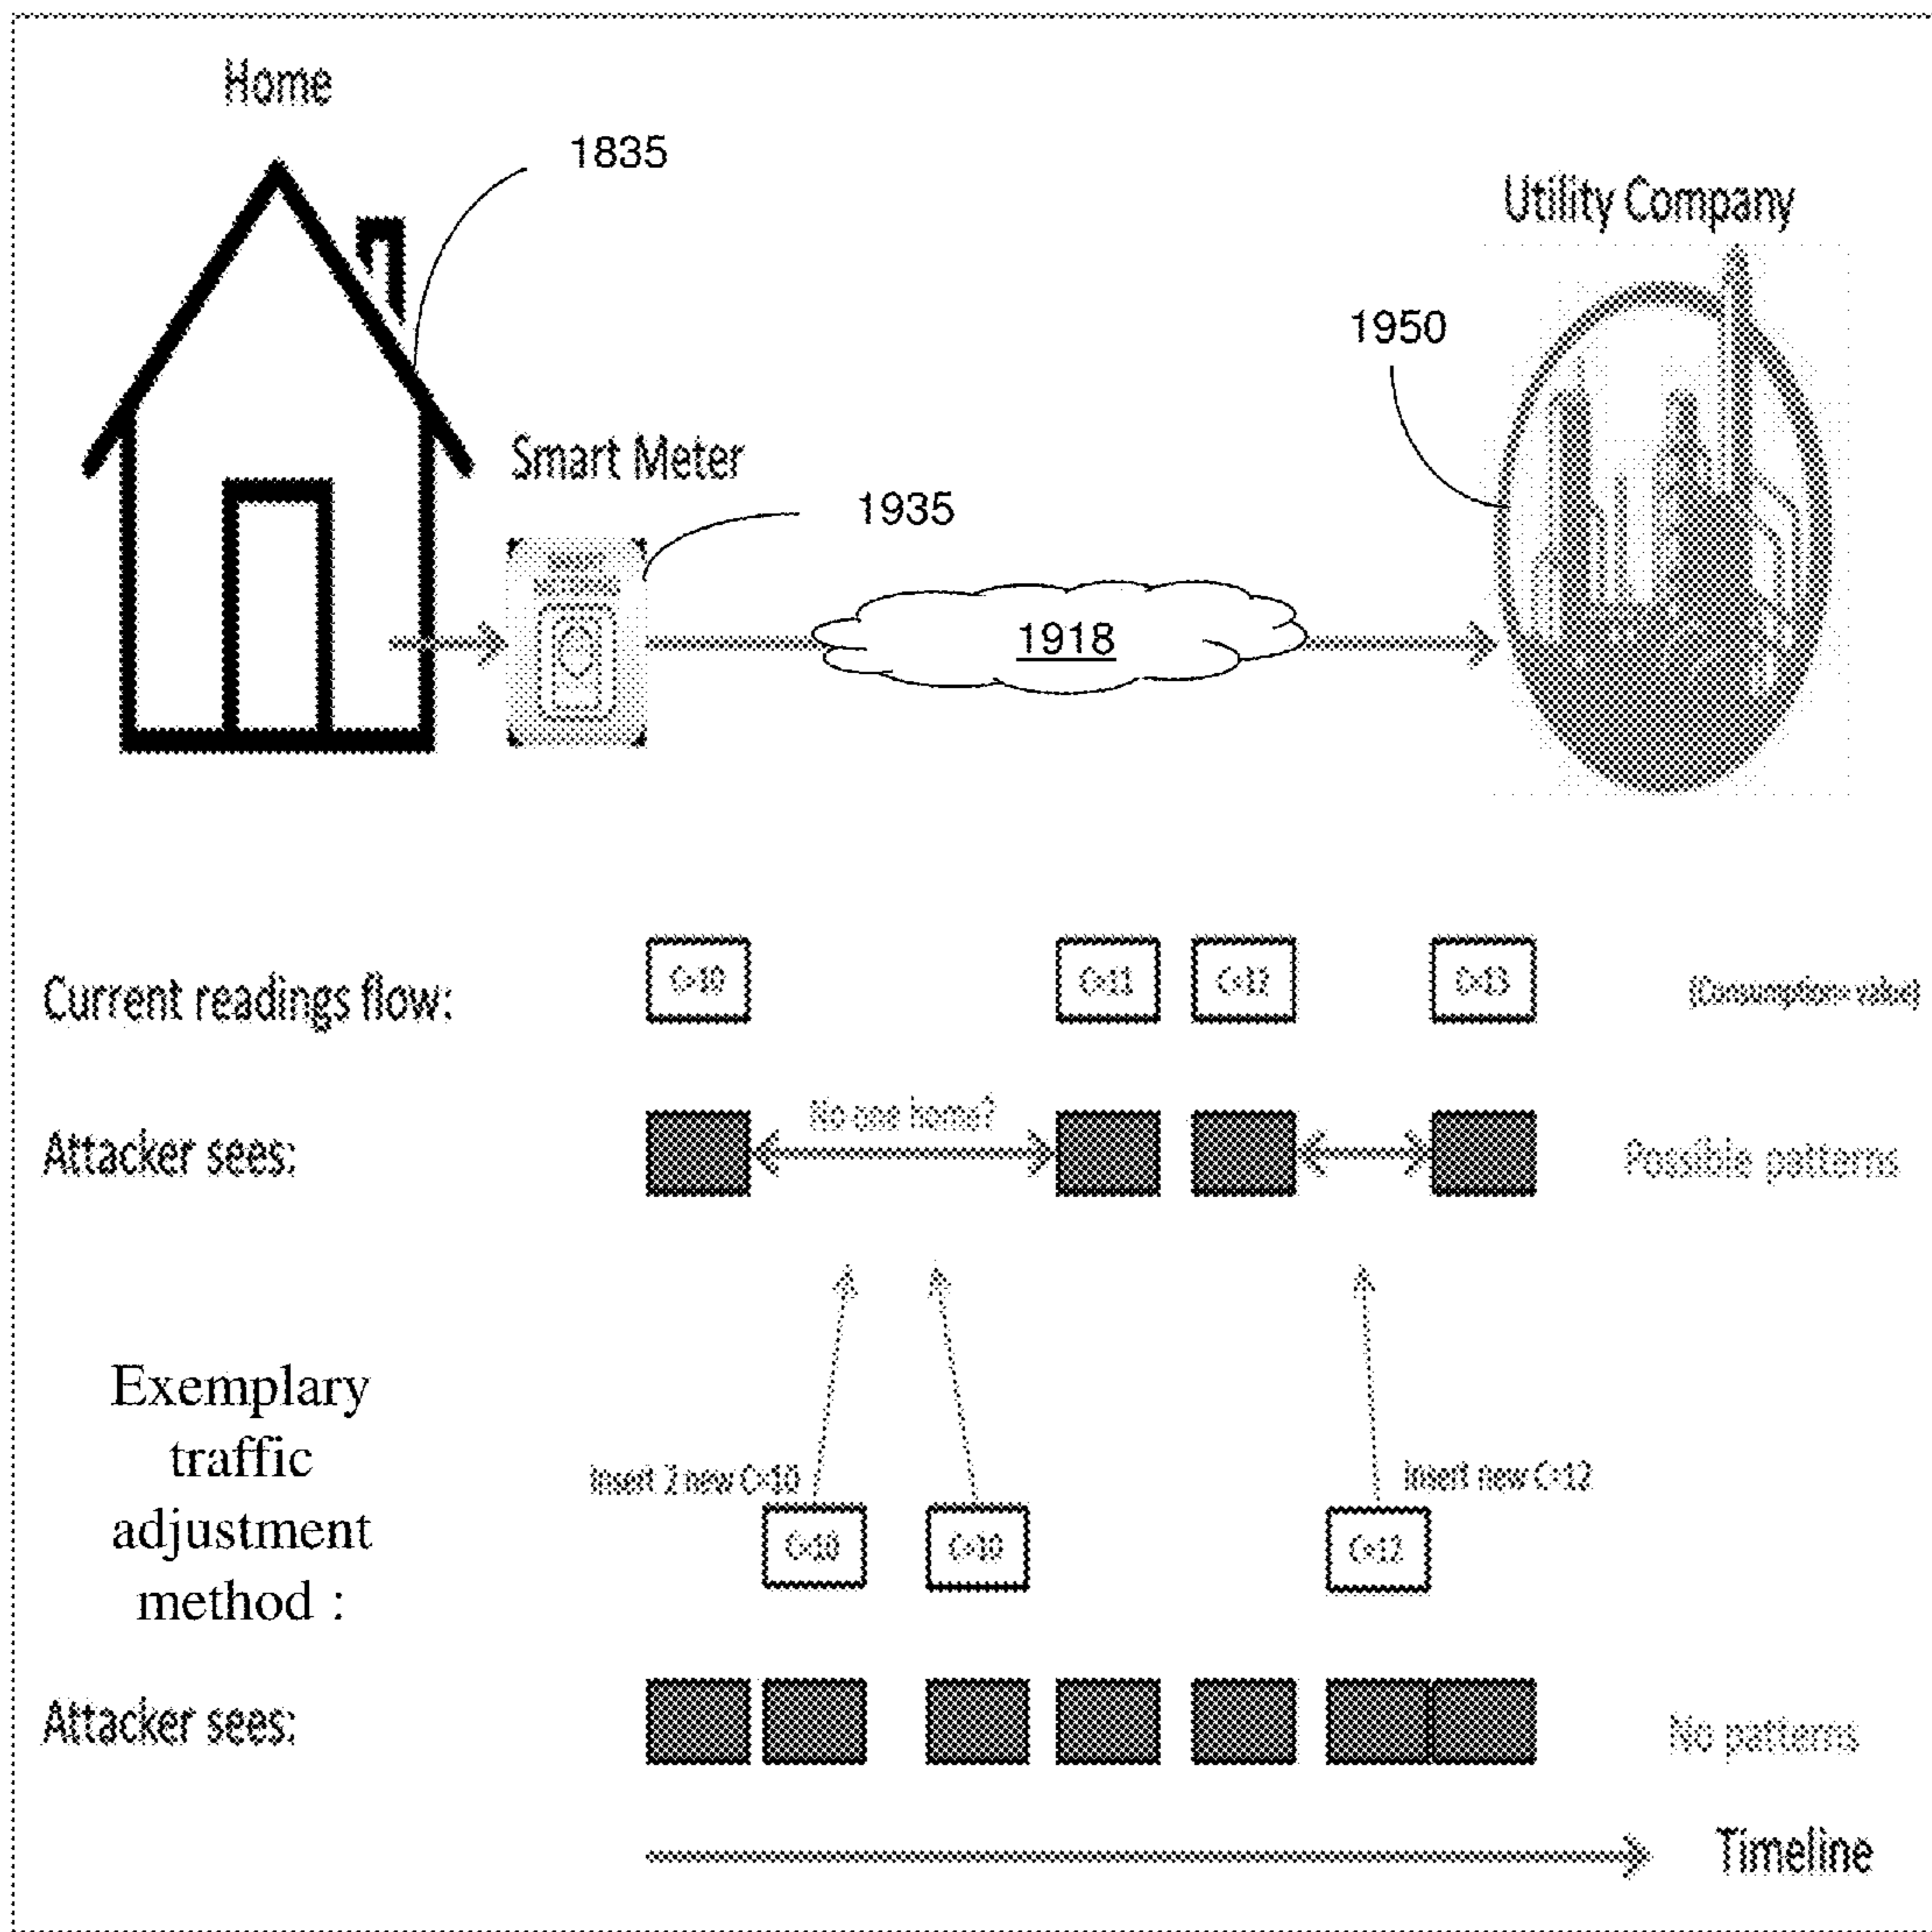 Home
1835
Utility Company
1950
Smart Meter
1935
1918
Current readings flow:
C=10
C=11
C=12
C=13
(Consumption=value)
Attacker sees:
No one home?
Possible patterns
Exemplary
traffic
adjustment
method :
Insert 2 new C=10
Insert new C=12
C=10
C=10
C=12
Attacker sees:
No patterns
Timeline